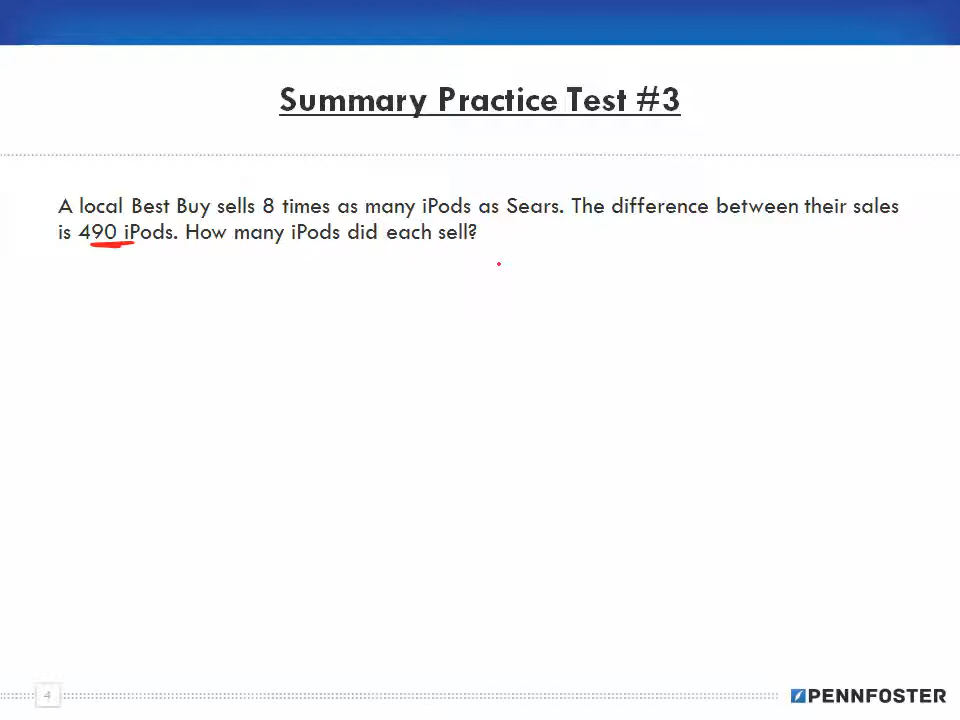 Summary Practice Test #3
A local Best Buy sells 8 times as many iPods as Sears. The difference between their sales
is 490 iPods. How many iPods did each sell?
4
PENNFOSTER